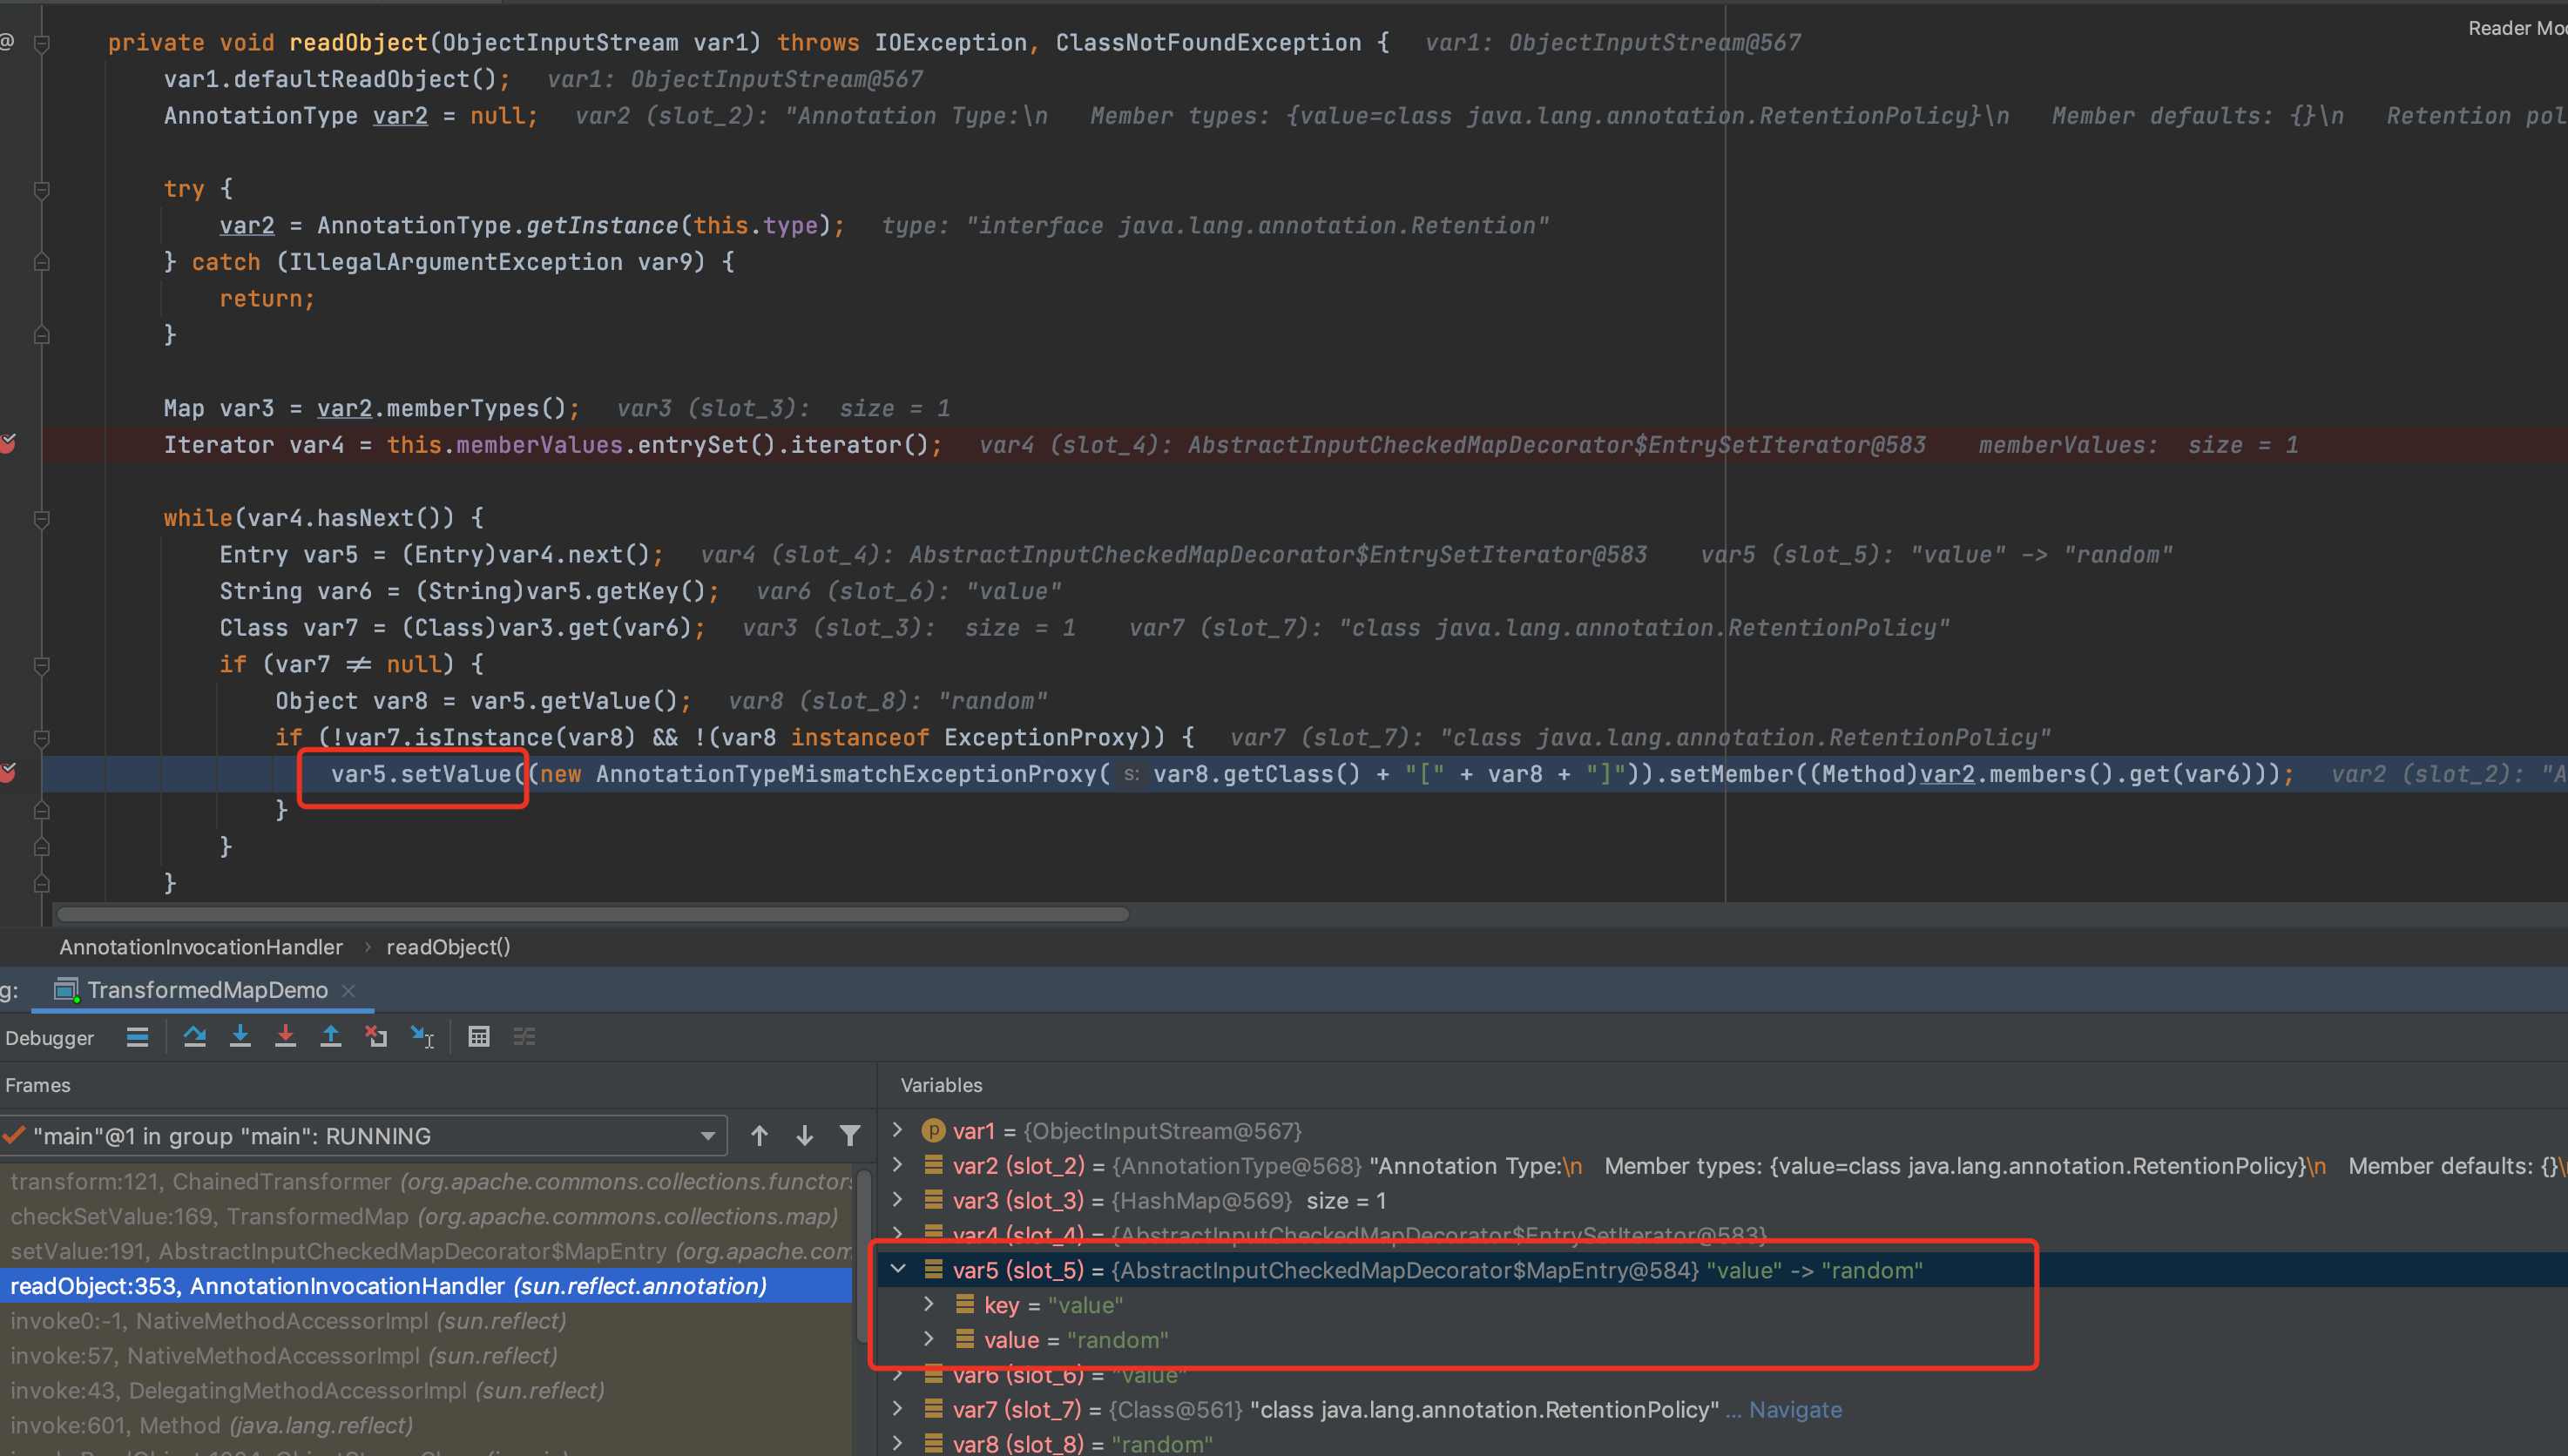 Reader Mod
@
private void readObject(ObjectInputStream var1) throws IOException, ClassNotFoundException {   var1: ObjectInputStream@567
var1.defaultReadObject();   var1: ObjectInputStream@567
AnnotationType var2 = null;   var2 (slot_2): "Annotation Type:\n   Member types: {value=class java.lang.annotation.RetentionPolicy}\n   Member defaults: {}\n   Retention pol
try {
var2 = AnnotationType.getInstance(this.type);   type: "interface java.lang.annotation.Retention"
} catch (IllegalArgumentException var9) {
return;
}
Map var3 = var2.memberTypes();   var3 (slot_3):  size = 1
Iterator var4 = this.memberValues.entrySet().iterator();   var4 (slot_4): AbstractInputCheckedMapDecorator$EntrySetIterator@583    memberValues:  size = 1
while(var4.hasNext()) {
Entry var5 = (Entry)var4.next();   var4 (slot_4): AbstractInputCheckedMapDecorator$EntrySetIterator@583    var5 (slot_5): "value" -> "random"
String var6 = (String)var5.getKey();   var6 (slot_6): "value"
Class var7 = (Class)var3.get(var6);   var3 (slot_3):  size = 1    var7 (slot_7): "class java.lang.annotation.RetentionPolicy"
if (var7 != null) {
Object var8 = var5.getValue();   var8 (slot_8): "random"
if (!var7.isInstance(var8) && !(var8 instanceof ExceptionProxy)) {   var7 (slot_7): "class java.lang.annotation.RetentionPolicy"
var5.setValue((new AnnotationTypeMismatchExceptionProxy( s: var8.getClass() + "[" + var8 + "]")).setMember((Method)var2.members().get(var6)));   var2 (slot_2): "A
}
}
}
AnnotationInvocationHandler › readObject()
g: TransformedMapDemo ×
Debugger
Frames
Variables
"main"@1 in group "main": RUNNING
transform:121, ChainedTransformer (org.apache.commons.collections.functors
checkSetValue:169, TransformedMap (org.apache.commons.collections.map)
setValue:191, AbstractInputCheckedMapDecorator$MapEntry (org.apache.com
readObject:353, AnnotationInvocationHandler (sun.reflect.annotation)
invoke0:-1, NativeMethodAccessorImpl (sun.reflect)
invoke:57, NativeMethodAccessorImpl (sun.reflect)
invoke:43, DelegatingMethodAccessorImpl (sun.reflect)
invoke:601, Method (java.lang.reflect)
p var1 = {ObjectInputStream@567}
var2 (slot_2) = {AnnotationType@568} "Annotation Type:\n   Member types: {value=class java.lang.annotation.RetentionPolicy}\n   Member defaults: {}\
var3 (slot_3) = {HashMap@569}  size = 1
var4 (slot_4) = {AbstractInputCheckedMapDecorator$EntrySetIterator@583}
var5 (slot_5) = {AbstractInputCheckedMapDecorator$MapEntry@584} "value" -> "random"
key = "value"
value = "random"
var6 (slot_6) = "value"
var7 (slot_7) = {Class@561} "class java.lang.annotation.RetentionPolicy" ... Navigate
var8 (slot_8) = "random"